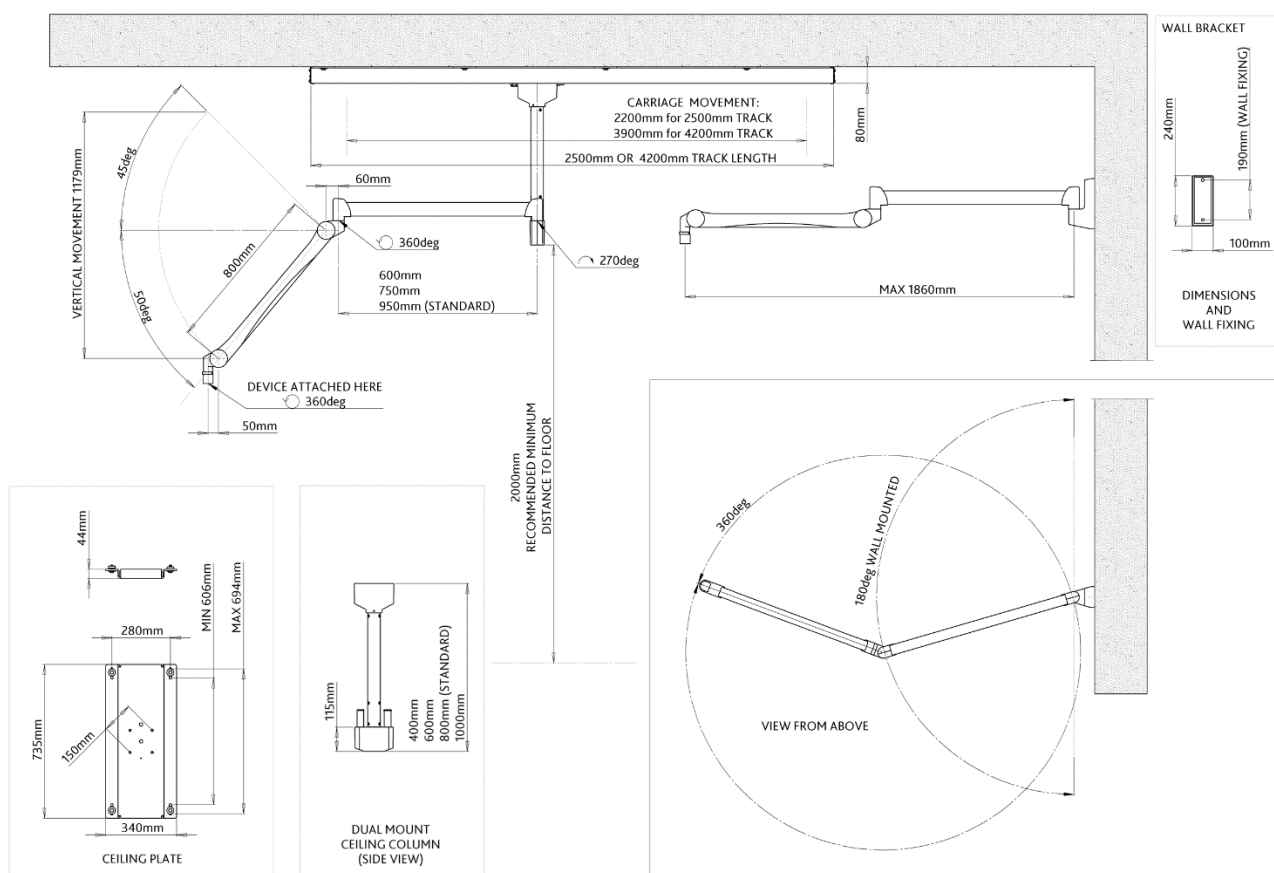 WALL BRACKET
240mm
190mm (WALL FIXING)
100mm
DIMENSIONS
AND
WALL FIXING
CARRIAGE MOVEMENT:
2200mm for 2500mm TRACK
3900mm for 4200mm TRACK
80mm
2500mm OR 4200mm TRACK LENGTH
45deg
VERTICAL MOVEMENT 1179mm
60mm
800mm
360deg
270deg
600mm
750mm
950mm (STANDARD)
MAX 1860mm
50deg
DEVICE ATTACHED HERE
360deg
50mm
2000mm
RECOMMENDED MINIMUM
DISTANCE TO FLOOR
44mm
280mm
MIN 606mm
MAX 694mm
735mm
150mm
340mm
CEILING PLATE
115mm
400mm
600mm
800mm (STANDARD)
1000mm
DUAL MOUNT
CEILING COLUMN
(SIDE VIEW)
360deg
180deg WALL MOUNTED
VIEW FROM ABOVE